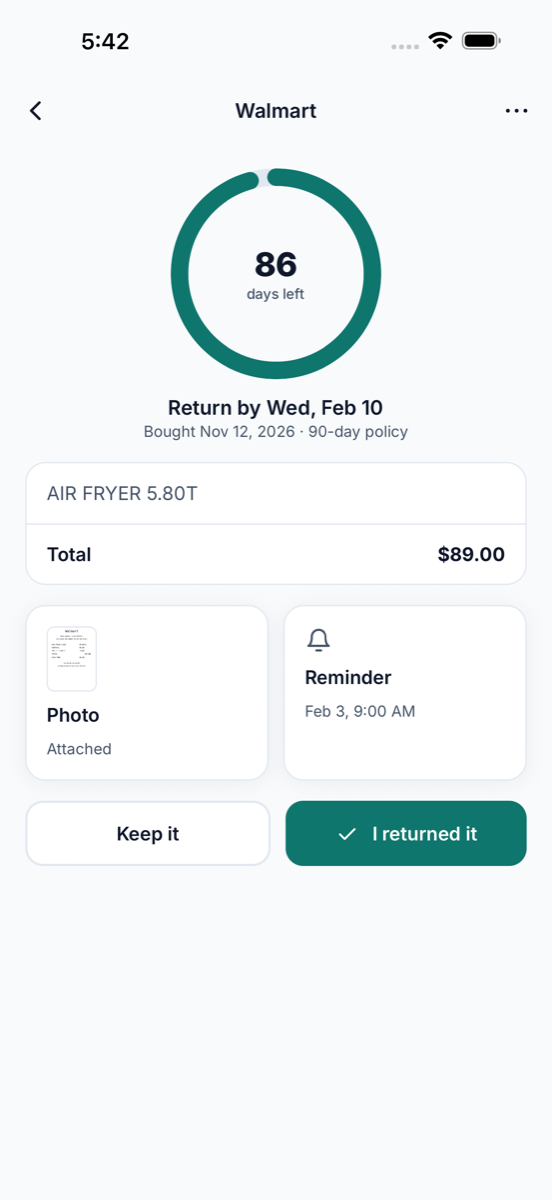 5:42
Walmart
86
days left
Return by Wed, Feb 10
Bought Nov 12, 2026 · 90-day policy
AIR FRYER 5.80T
Total $89.00
Photo
Attached
Reminder
Feb 3, 9:00 AM
Keep it
I returned it